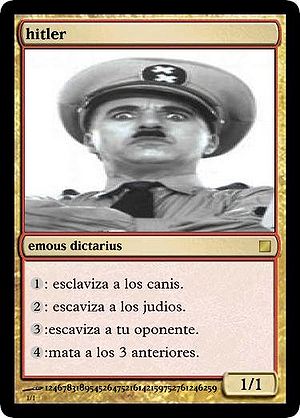 hitler
emous dictarius
1: esclaviza a los canis.
2: escaviza a los judios.
3:escaviza a tu oponente.
4:mata a los 3 anteriores.
1/1